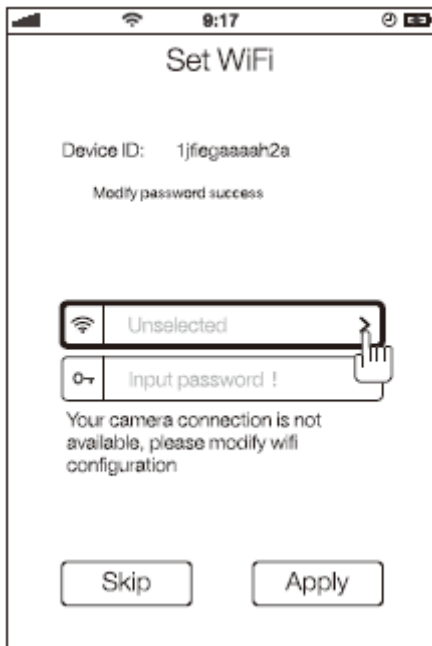 9:17
Set WiFi
Device ID: 1jfiegaaaah2a
Modify password success
Unselected
Input password !
Your camera connection is not
available, please modify wifi
configuration
Skip Apply